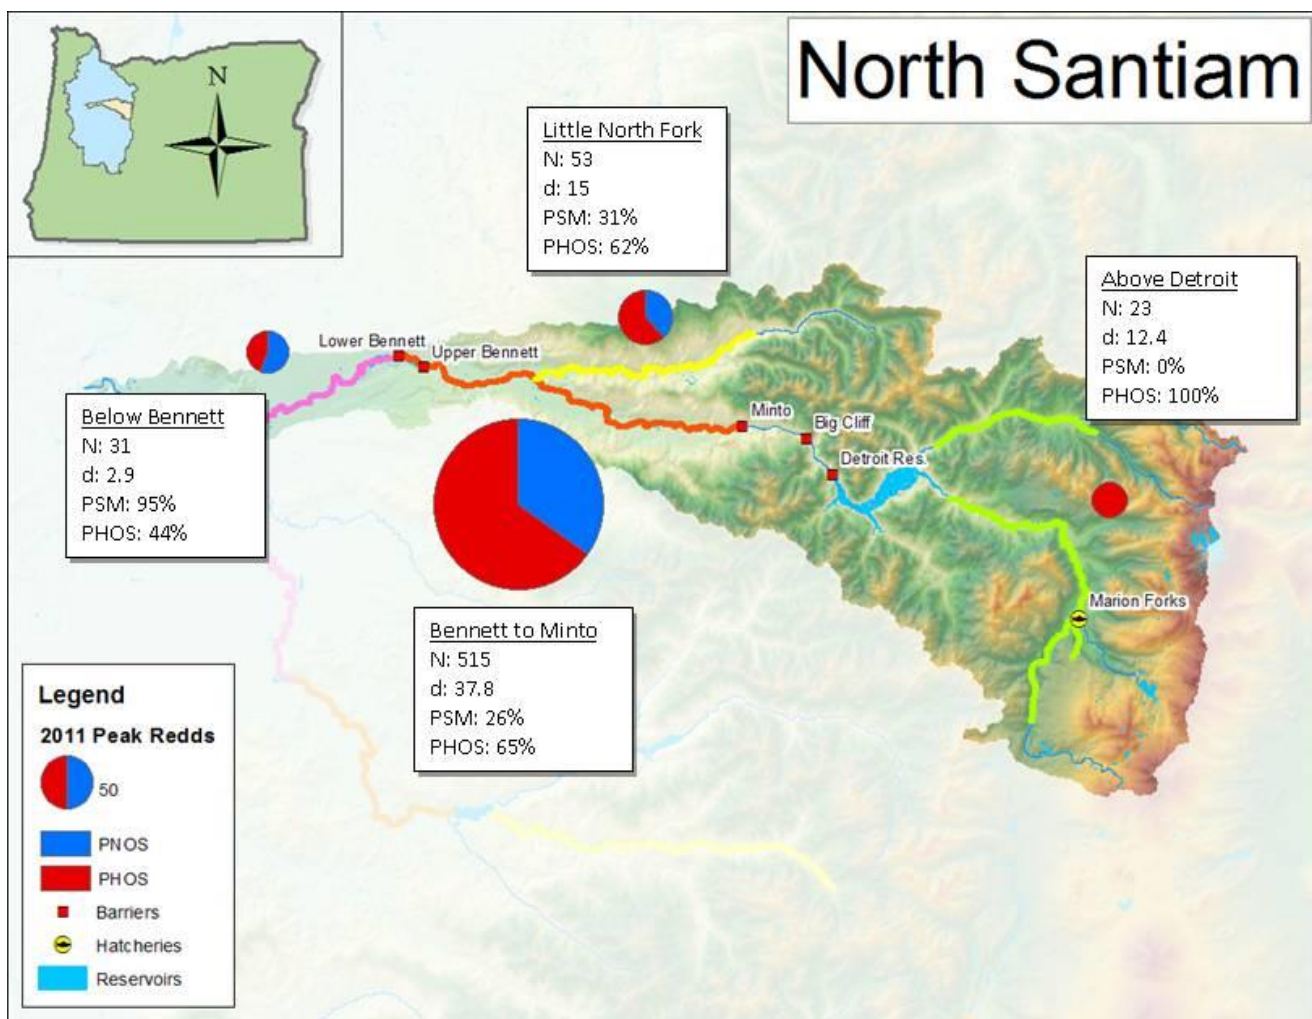 North Santiam
N
Little North Fork
N: 53
d: 15
PSM: 31%
PHOS: 62%
Above Detroit
N: 23
d: 12.4
PSM: 0%
PHOS: 100%
Lower Bennett
Upper Bennett
Below Bennett
N: 31
d: 2.9
PSM: 95%
PHOS: 44%
Minto
Big Cliff
Detroit Res.
Marion Forks
Bennett to Minto
N: 515
d: 37.8
PSM: 26%
PHOS: 65%
Legend
2011 Peak Redds
50
PNOS
PHOS
Barriers
Hatcheries
Reservoirs